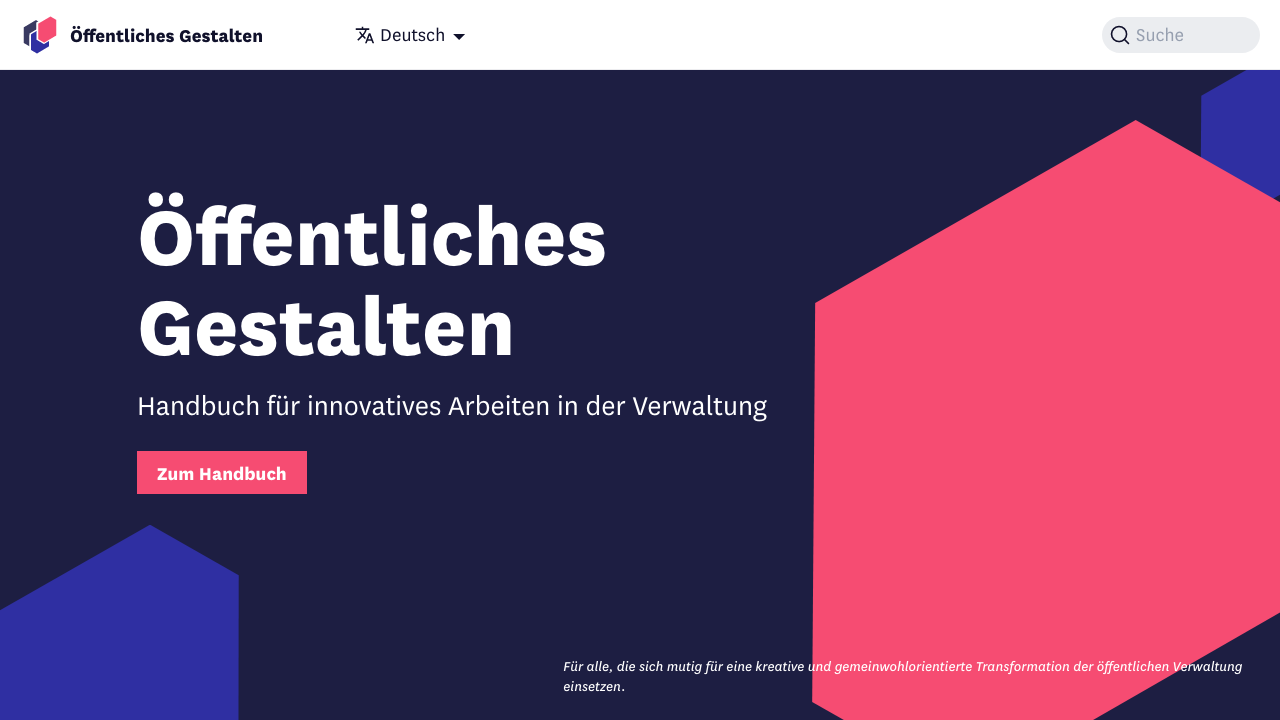 Öffentliches Gestalten
Deutsch
Suche
Öffentliches
Gestalten
Handbuch für innovatives Arbeiten in der Verwaltung
Zum Handbuch
Für alle, die sich mutig für eine kreative und gemeinwohlorientierte Transformation der öffentlichen Verwaltung
einsetzen.